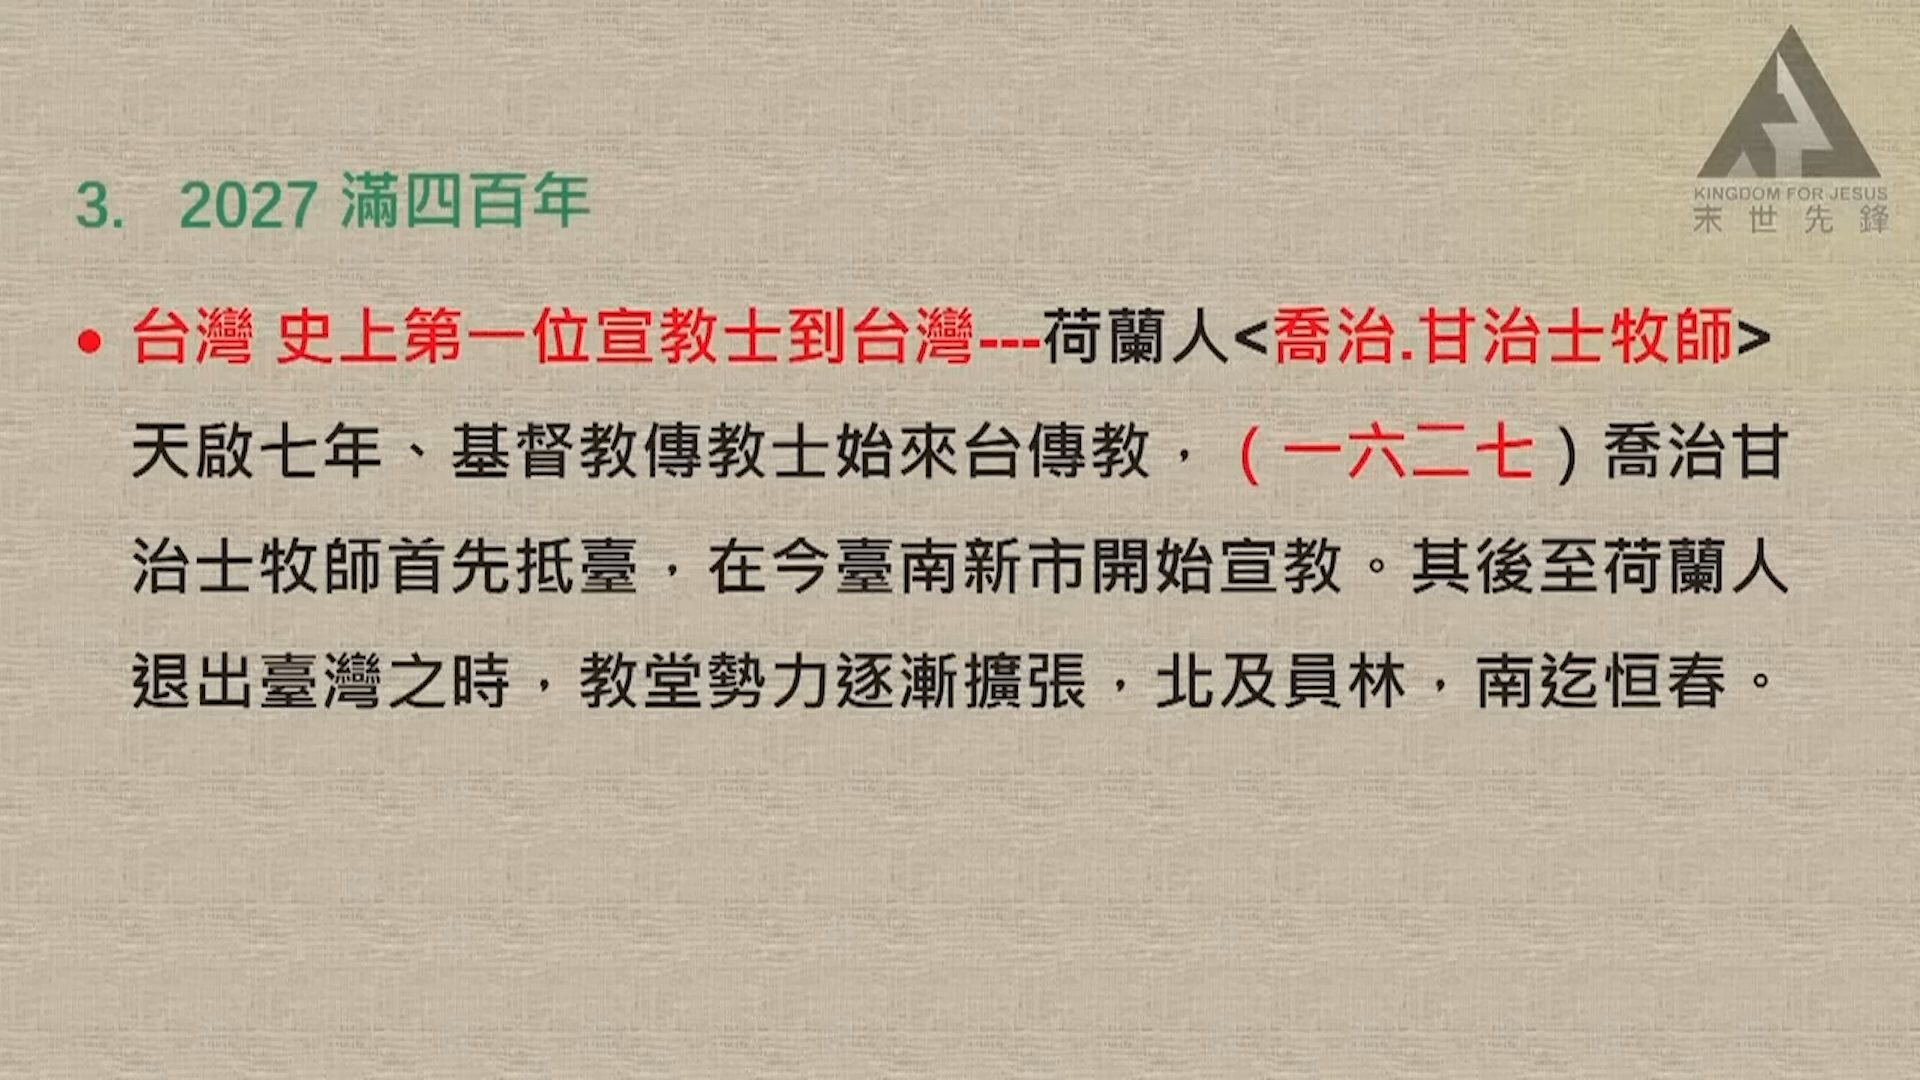 KINGDOM FOR JESUS
末世先鋒
3. 2027 滿四百年
• 台灣 史上第一位宣教士到台灣---荷蘭人<喬治.甘治士牧師>
天啟七年、基督教傳教士始來台傳教，（一六二七）喬治甘
治士牧師首先抵臺，在今臺南新市開始宣教。其後至荷蘭人
退出臺灣之時，教堂勢力逐漸擴張，北及員林，南迄恒春。